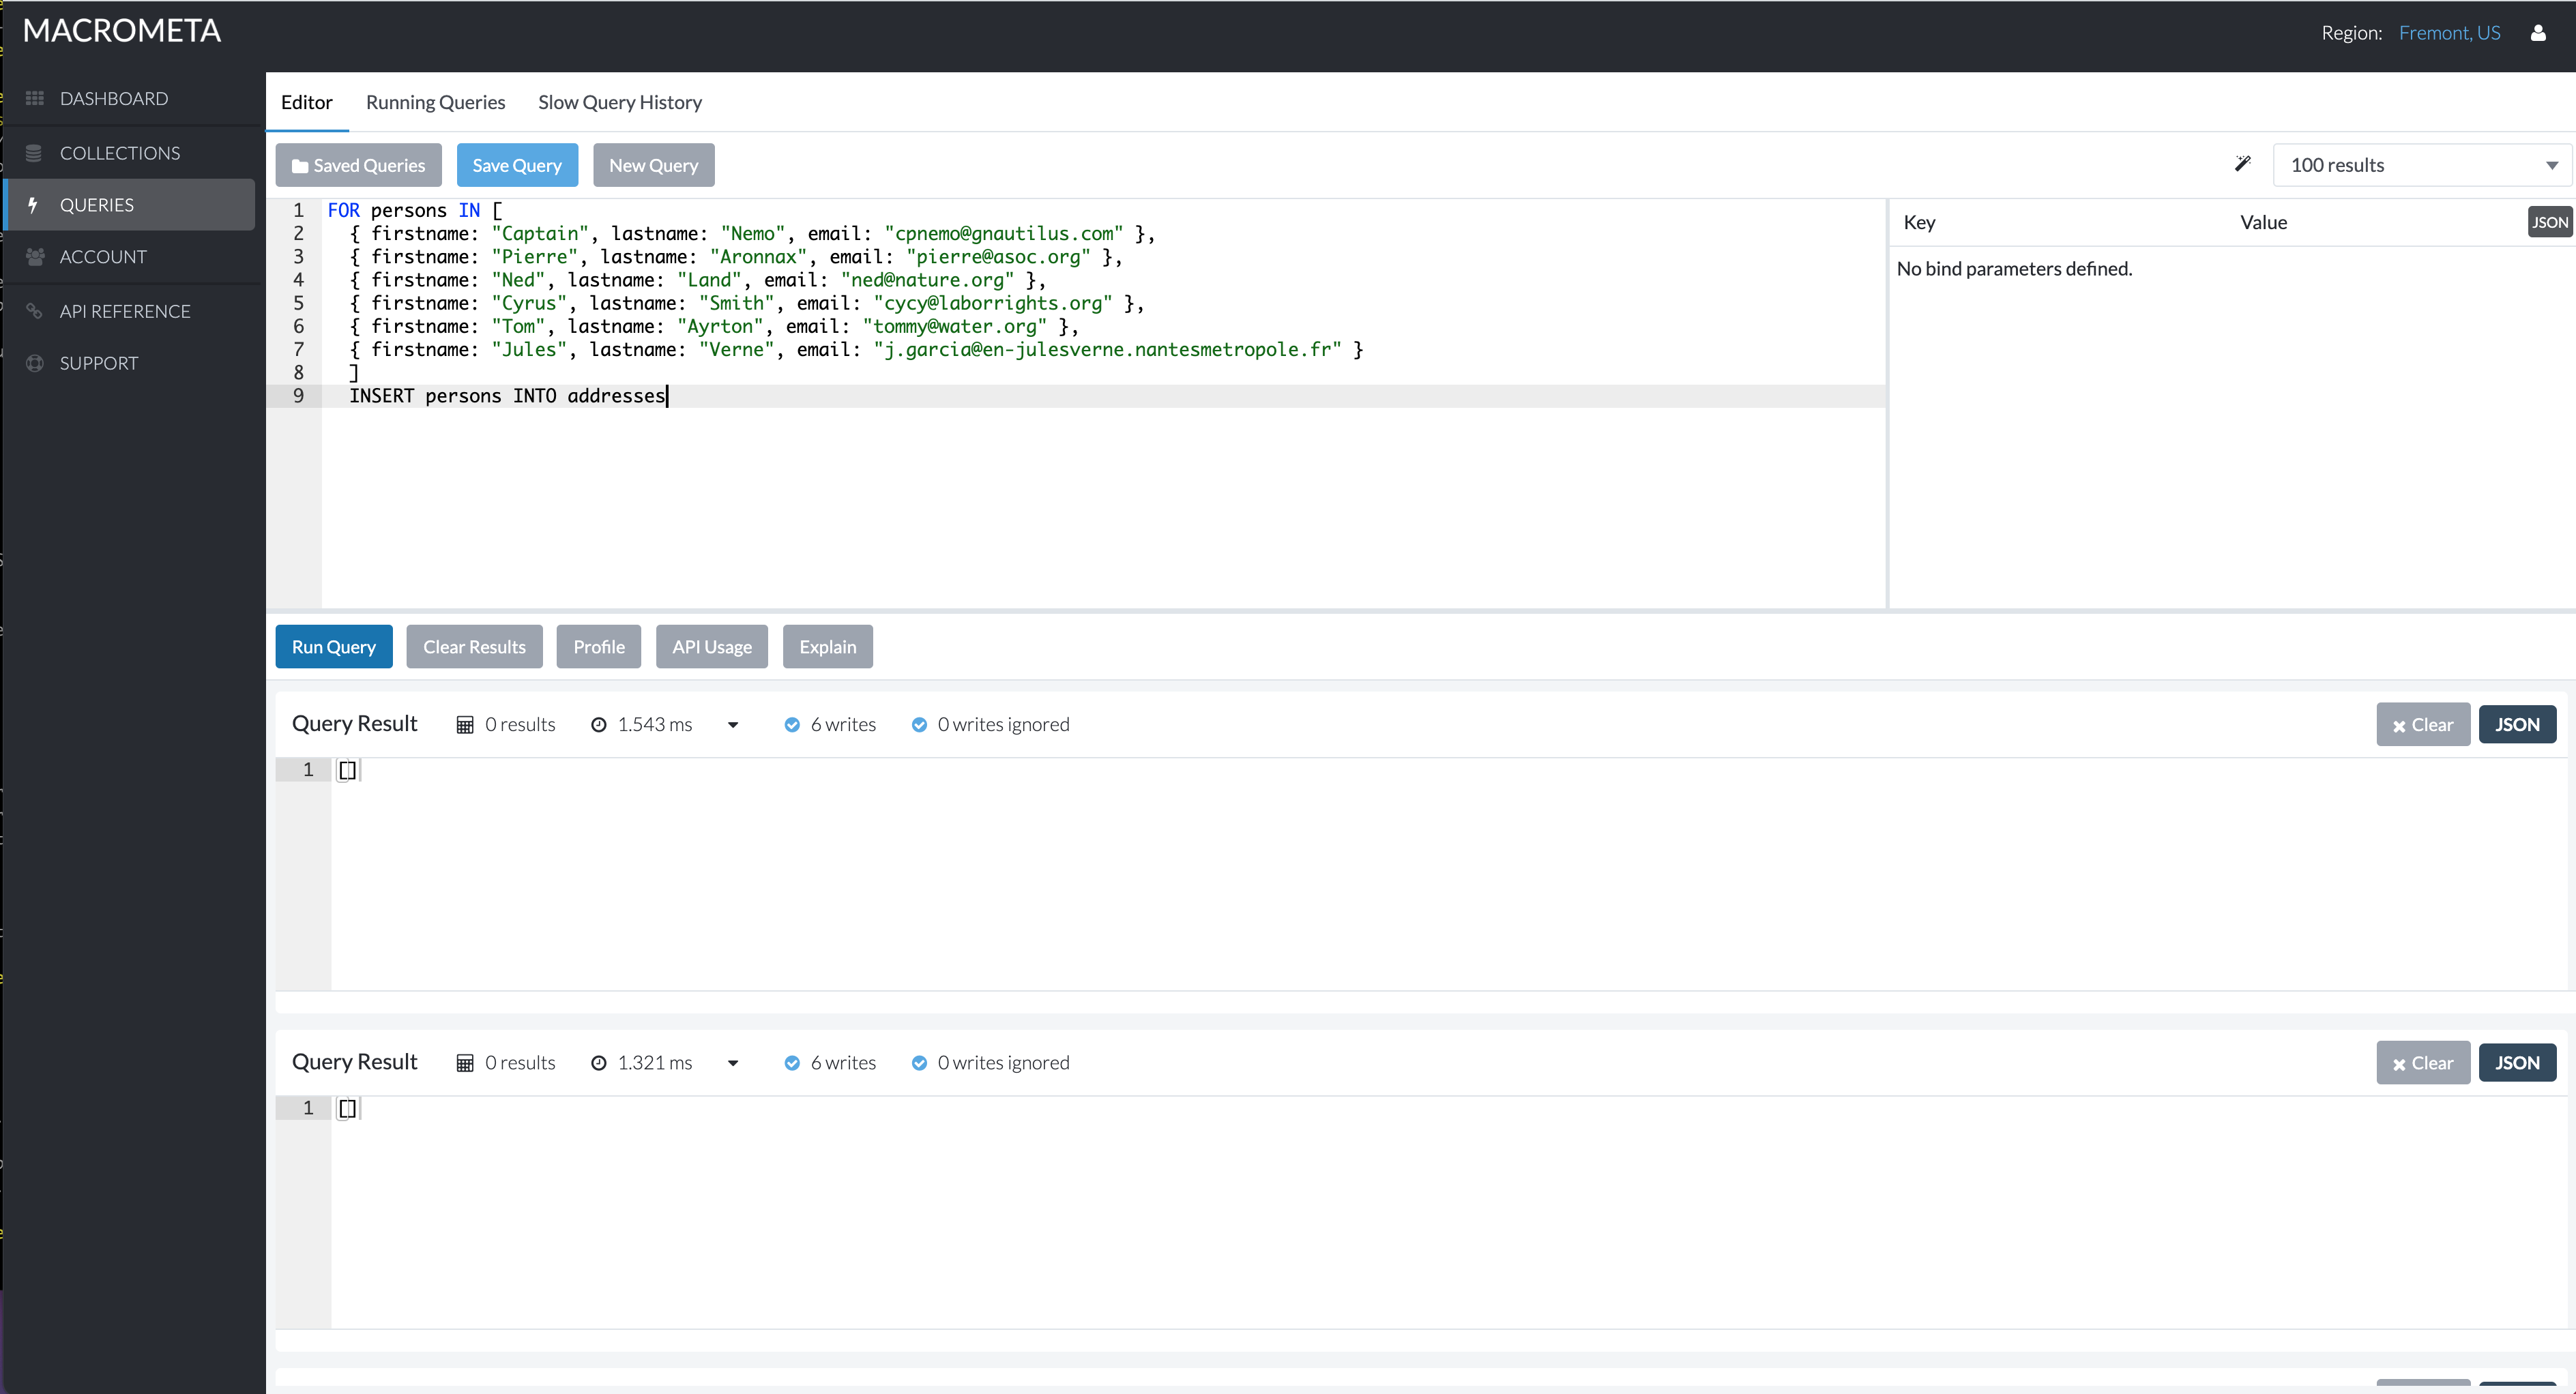 MACROMETA
Region: Fremont, US
DASHBOARD
COLLECTIONS
QUERIES
ACCOUNT
API REFERENCE
SUPPORT
Editor Running Queries Slow Query History
Saved Queries Save Query New Query 100 results
1 FOR persons IN [
2 { firstname: "Captain", lastname: "Nemo", email: "cpnemo@gnautilus.com" },
3 { firstname: "Pierre", lastname: "Aronnax", email: "pierre@asoc.org" },
4 { firstname: "Ned", lastname: "Land", email: "ned@nature.org" },
5 { firstname: "Cyrus", lastname: "Smith", email: "cycy@laborrights.org" },
6 { firstname: "Tom", lastname: "Ayrton", email: "tommy@water.org" },
7 { firstname: "Jules", lastname: "Verne", email: "j.garcia@en-julesverne.nantesmetropole.fr" }
8 ]
9 INSERT persons INTO addresses
Key Value JSON
No bind parameters defined.
Run Query Clear Results Profile API Usage Explain
Query Result 0 results 1.543 ms 6 writes 0 writes ignored Clear JSON
1 []
Query Result 0 results 1.321 ms 6 writes 0 writes ignored Clear JSON
1 []